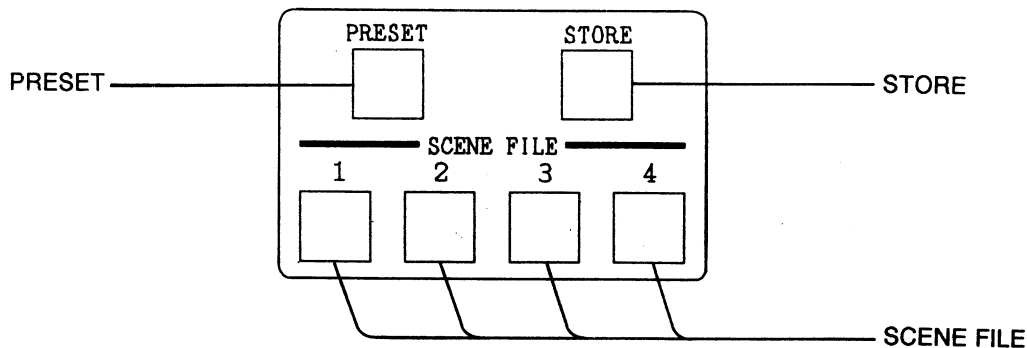 PRESET STORE
PRESET STORE
SCENE FILE
1 2 3 4
SCENE FILE